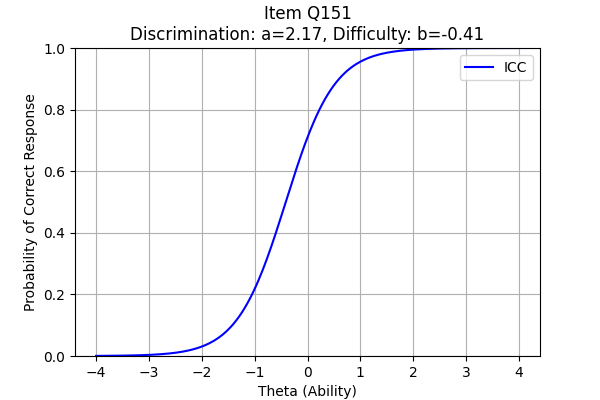 Item Q151
Discrimination: a=2.17, Difficulty: b=-0.41
1.0
0.8
0.6
0.4
0.2
0.0
Probability of Correct Response
ICC
−4 −3 −2 −1 0 1 2 3 4
Theta (Ability)